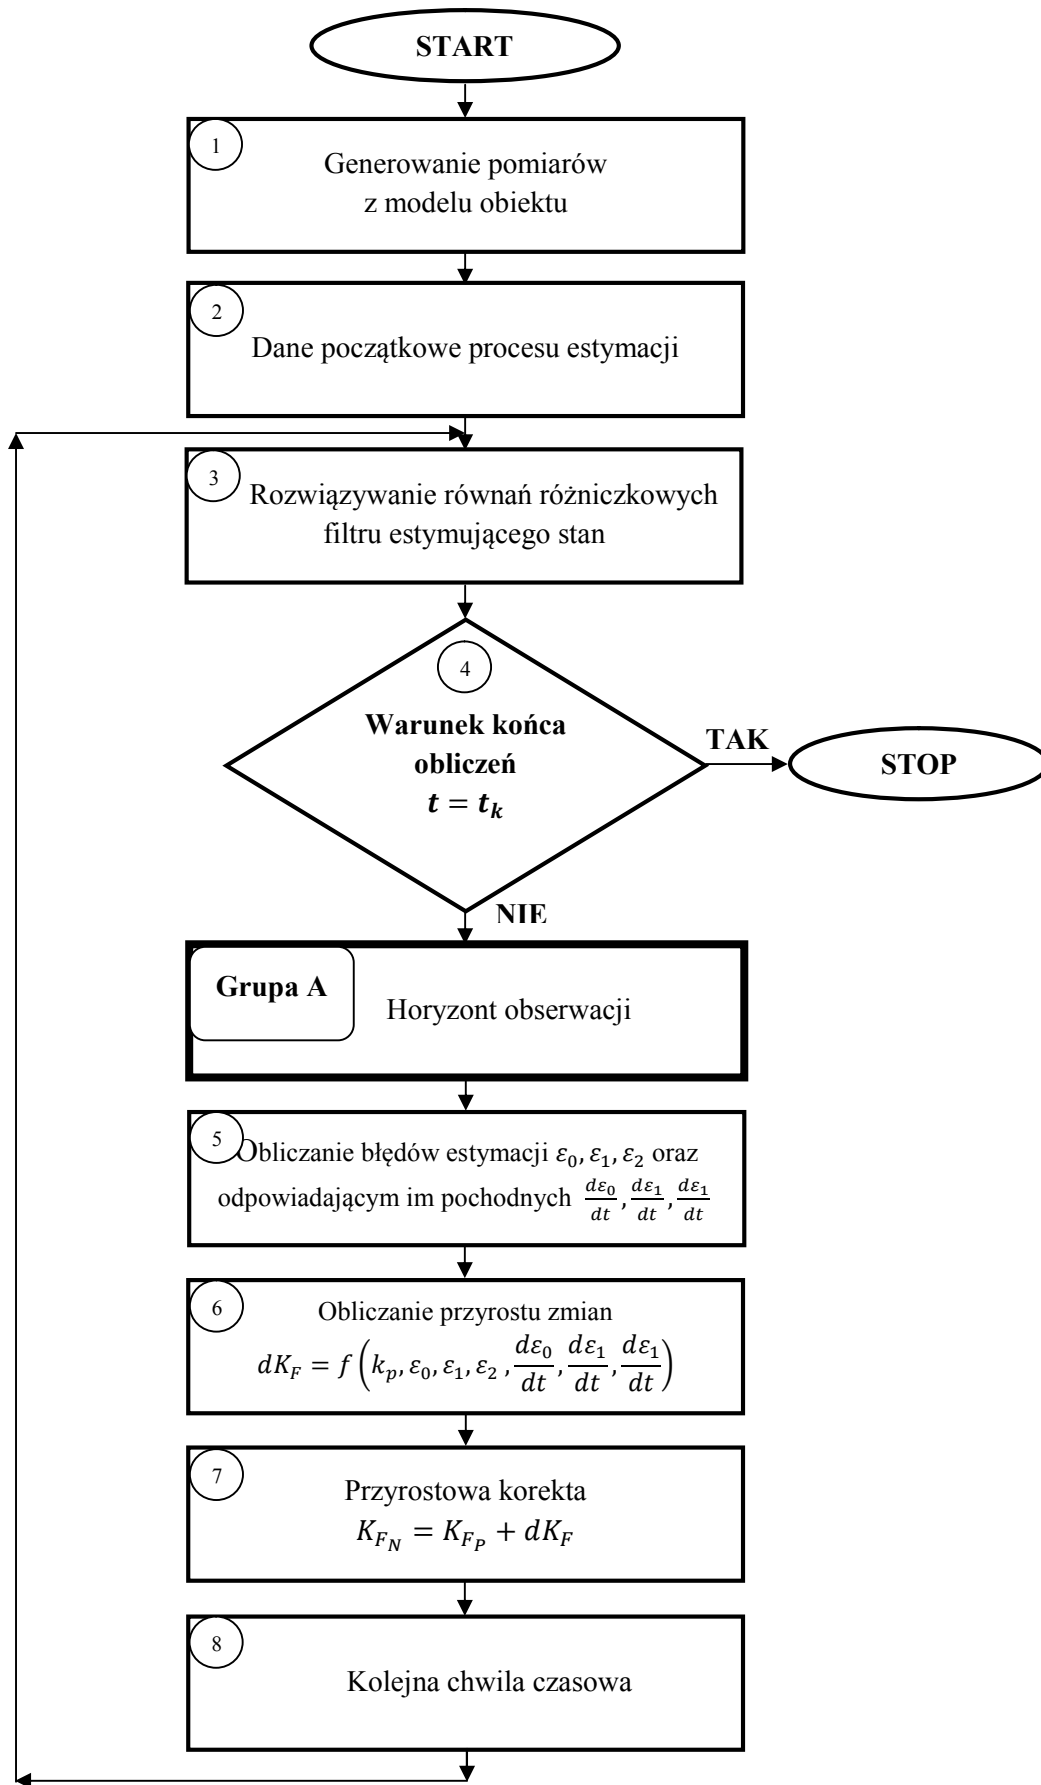 START
1
Generowanie pomiarów
z modelu obiektu
2
Dane początkowe procesu estymacji
3
Rozwiązywanie równań różniczkowych
filtru estymującego stan
4
Warunek końca
obliczeń
t = t_k
TAK
STOP
NIE
Grupa A
Horyzont obserwacji
5
Obliczanie błędów estymacji ε_0, ε_1, ε_2 oraz
odpowiadającym im pochodnych dε_0/dt, dε_1/dt, dε_1/dt
6
Obliczanie przyrostu zmian
dK_F = f(k_p, ε_0, ε_1, ε_2, dε_0/dt, dε_1/dt, dε_1/dt)
7
Przyrostowa korekta
K_{F_N} = K_{F_P} + dK_F
8
Kolejna chwila czasowa